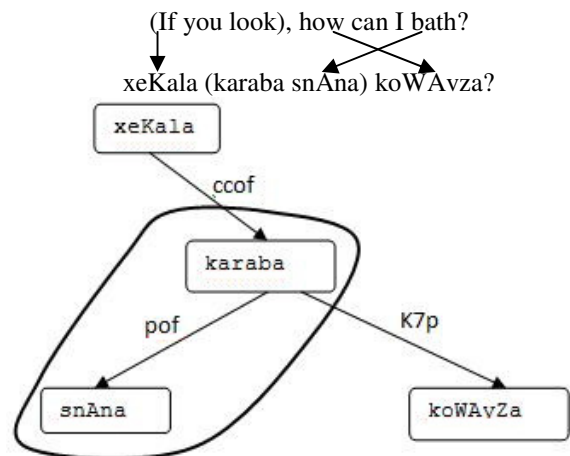 (If you look), how can I bath?
xeKala (karaba snAna) koWAvza?
xeKala
ccof
karaba
pof
K7p
snAna
koWAvZa